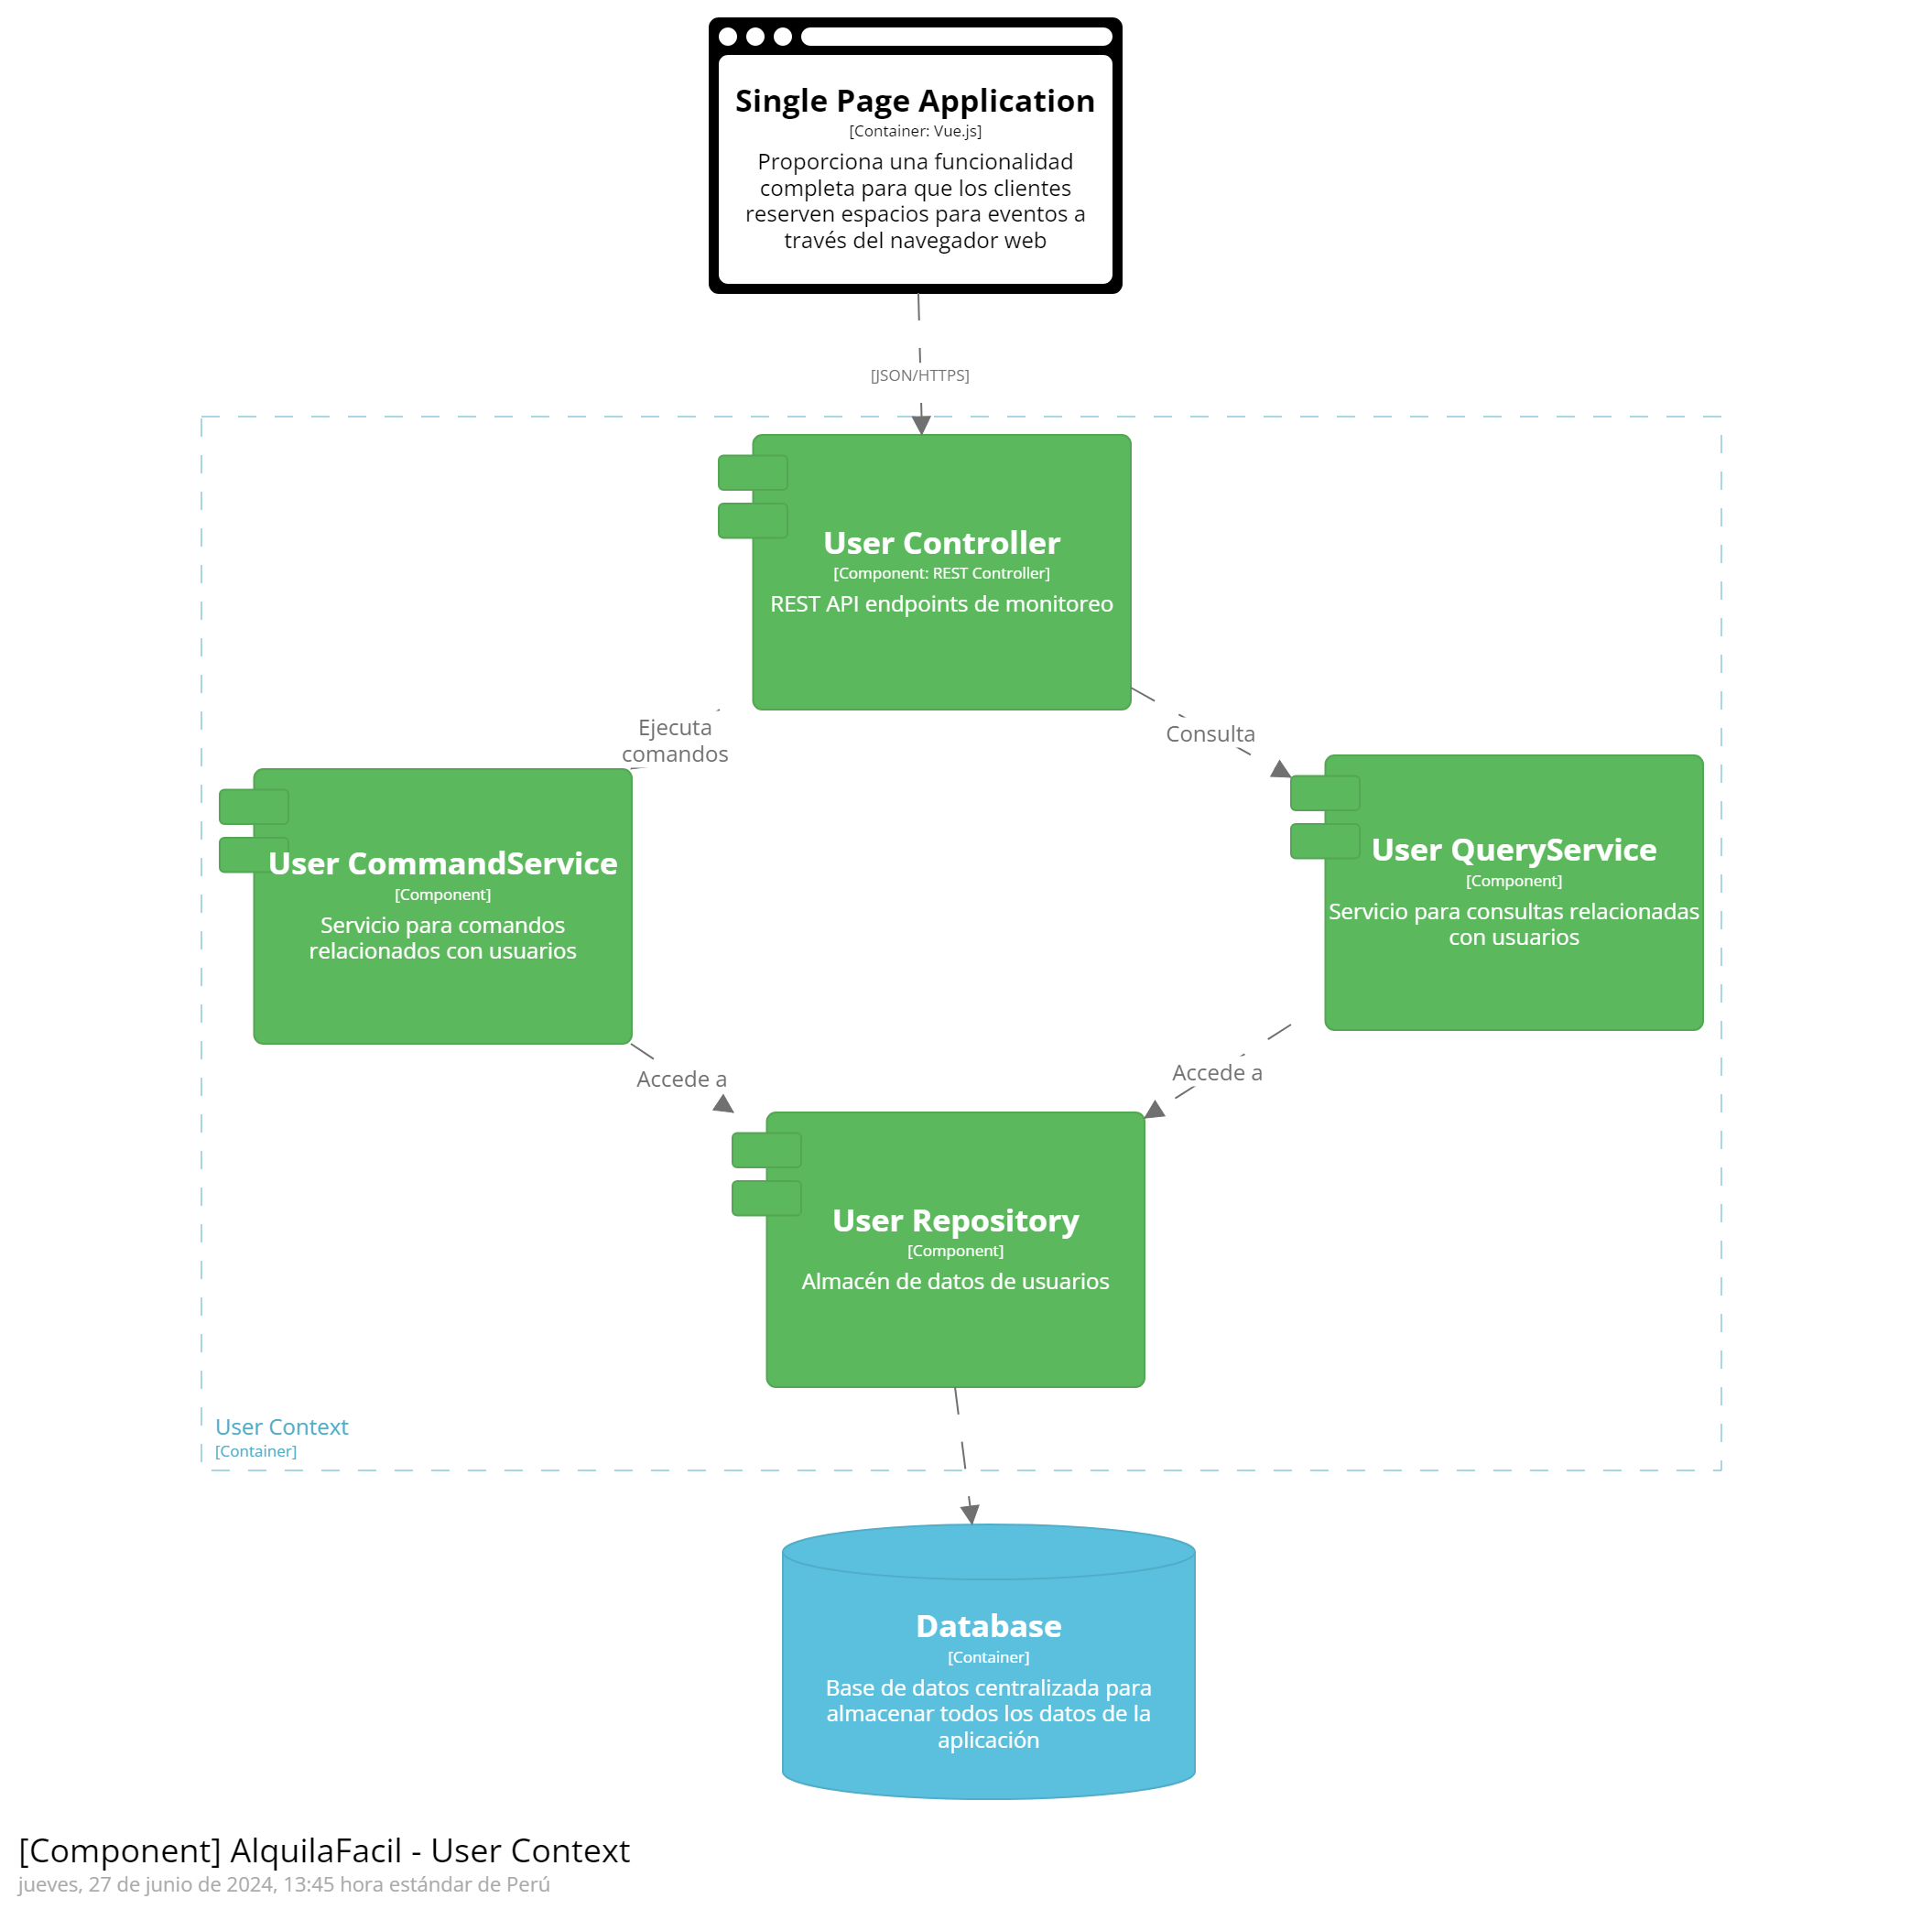 Single Page Application
[Container: Vue.js]
Proporciona una funcionalidad
completa para que los clientes
reserven espacios para eventos a
través del navegador web
[JSON/HTTPS]
User Controller
[Component: REST Controller]
REST API endpoints de monitoreo
Ejecuta
comandos
Consulta
User CommandService
[Component]
Servicio para comandos
relacionados con usuarios
User QueryService
[Component]
Servicio para consultas relacionadas
con usuarios
Accede a
Accede a
User Repository
[Component]
Almacén de datos de usuarios
User Context
[Container]
Database
[Container]
Base de datos centralizada para
almacenar todos los datos de la
aplicación
[Component] AlquilaFacil - User Context
jueves, 27 de junio de 2024, 13:45 hora estándar de Perú